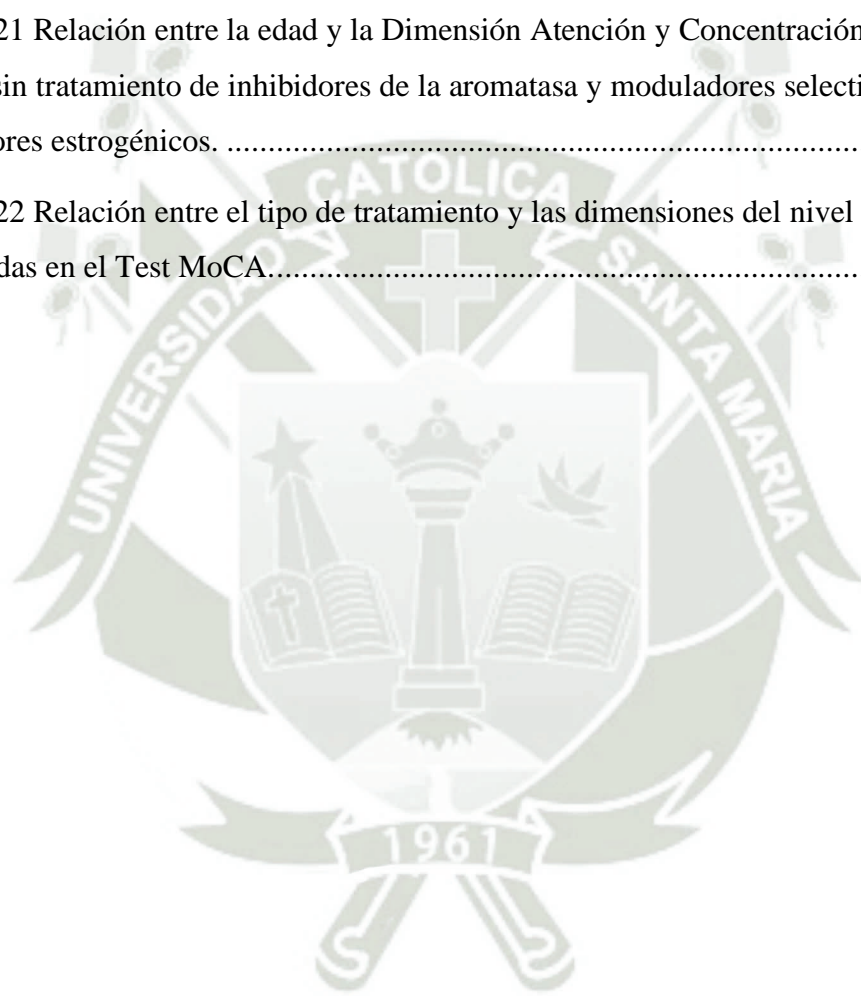 21 Relación entre la edad y la Dimensión Atención y Concentración
sin tratamiento de inhibidores de la aromatasa y moduladores selecti
ores estrogénicos. ............................................................................................
22 Relación entre el tipo de tratamiento y las dimensiones del nivel
das en el Test MoCA......................................................................................
UNIVERSIDAD CATOLICA SANTA MARIA
1961